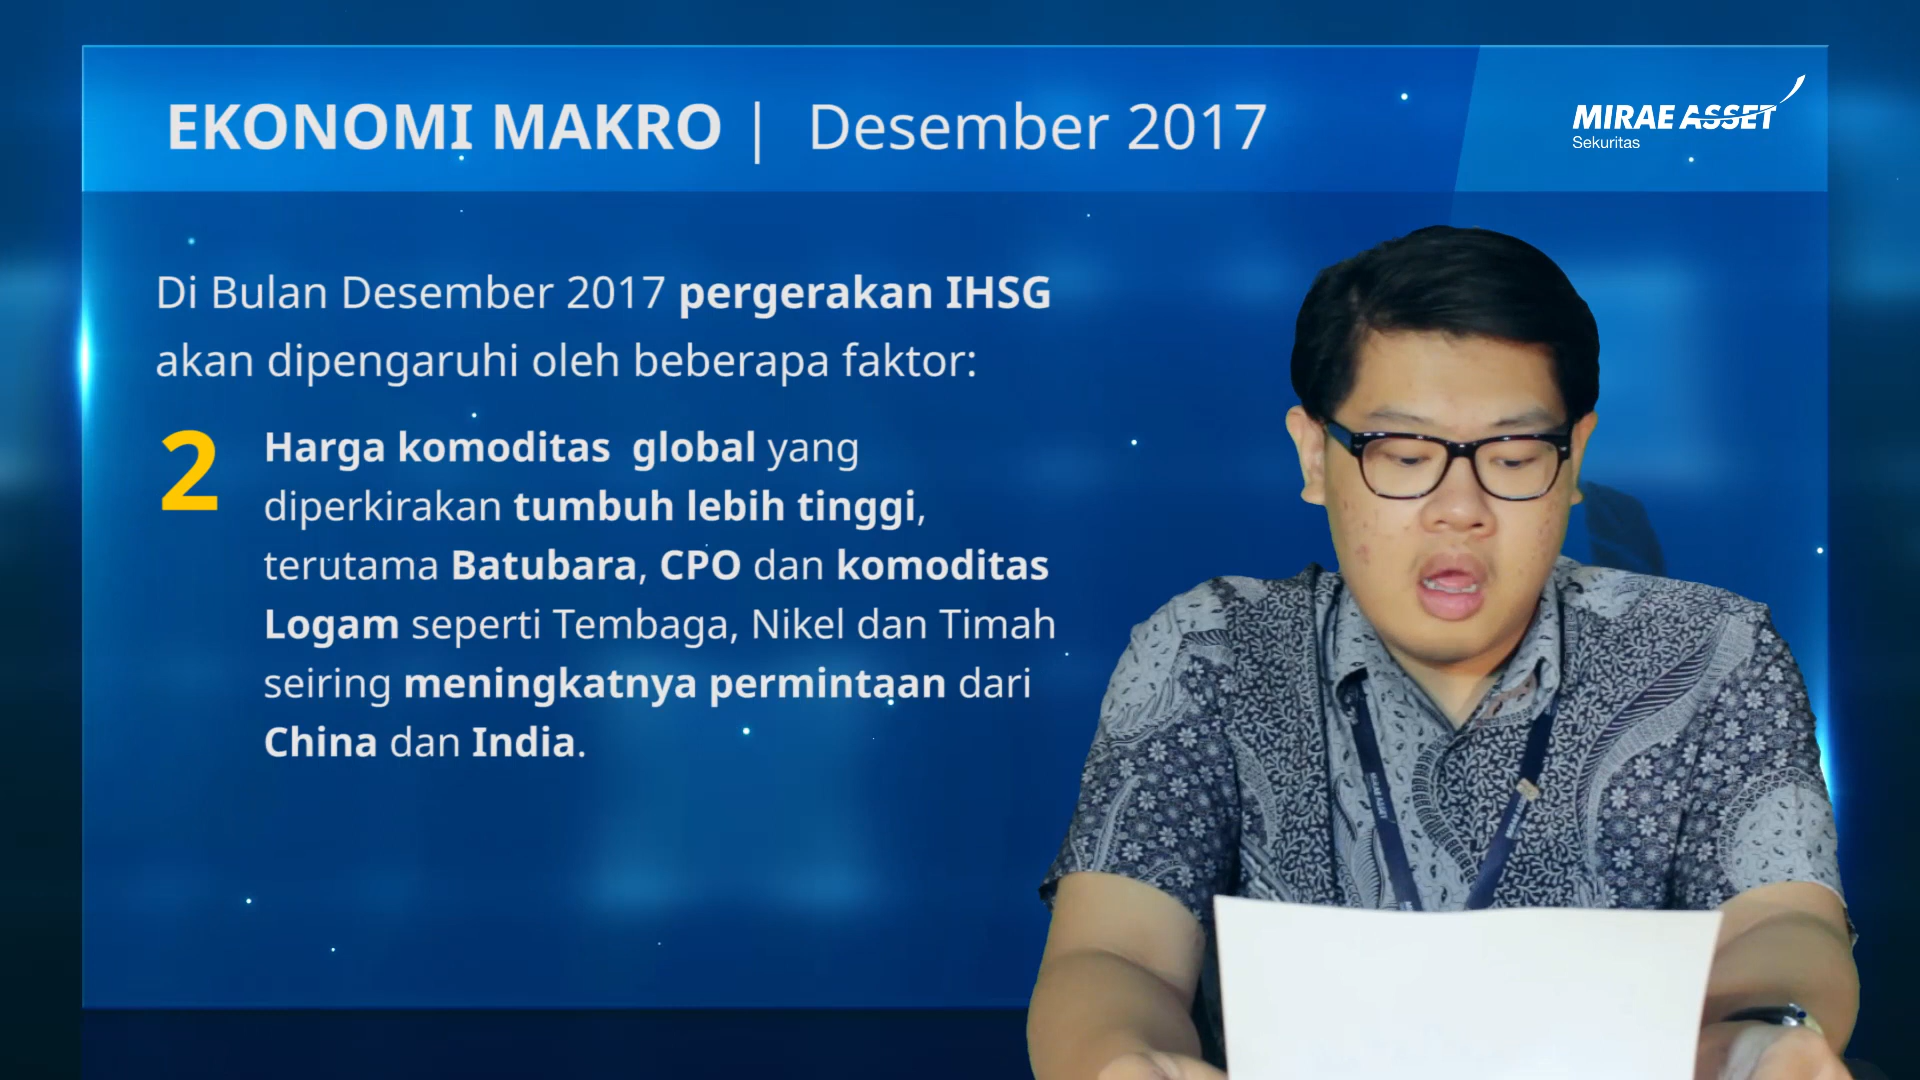 EKONOMI MAKRO | Desember 2017
MIRAE ASSET
Sekuritas
Di Bulan Desember 2017 pergerakan IHSG
akan dipengaruhi oleh beberapa faktor:
2 Harga komoditas global yang
diperkirakan tumbuh lebih tinggi,
terutama Batubara, CPO dan komoditas
Logam seperti Tembaga, Nikel dan Timah
seiring meningkatnya permintaan dari
China dan India.